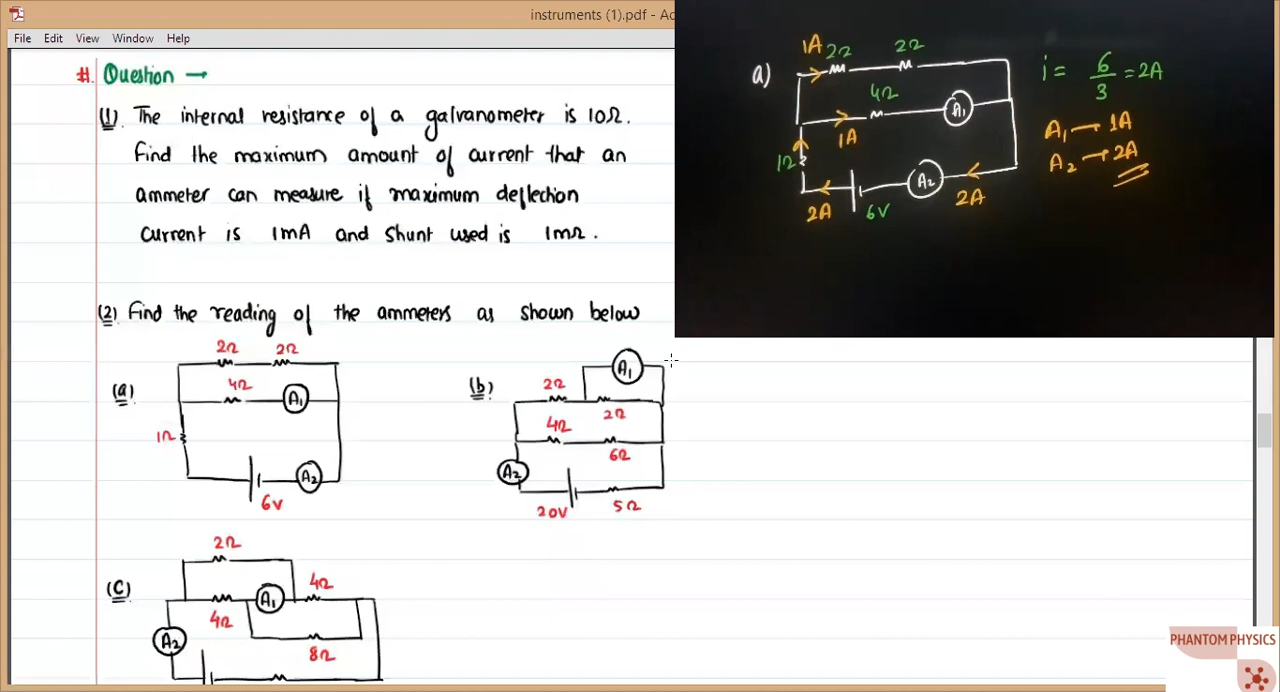 instruments (1).pdf - Ad
File Edit View Window Help
#. Question →
(1). The internal resistance of a galvanometer is 10Ω.
Find the maximum amount of current that an
ammeter can measure if maximum deflection
current is 1mA and shunt used is 1mΩ.
(2) Find the reading of the ammeters as shown below
(a)
2Ω 2Ω
4Ω A1
1Ω
A2
6V
(b)
A1
2Ω
2Ω
4Ω
6Ω
A2
20V 5Ω
(C)
2Ω
4Ω
A1
4Ω
A2
8Ω
a)
1A 2Ω 2Ω
4Ω
A1
1A
1Ω
A2
2A 6V 2A
i = 6/3 = 2A
A1 → 1A
A2 → 2A
PHANTOM PHYSICS